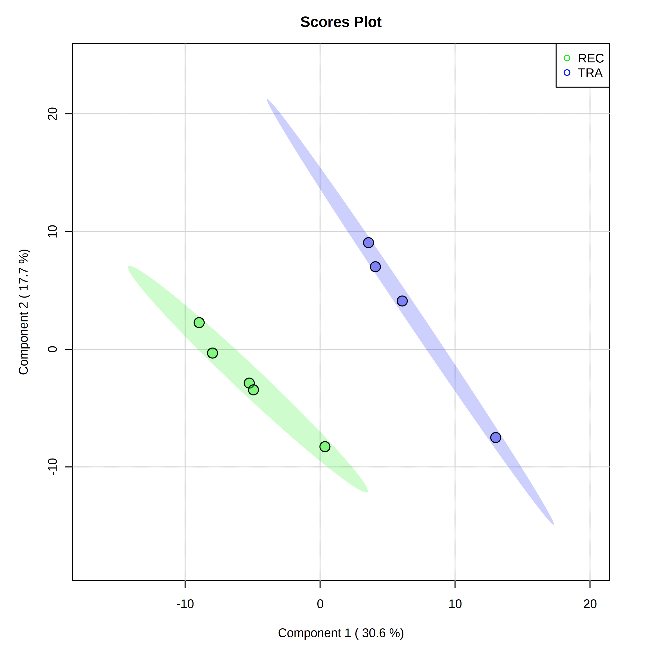 Scores Plot
REC
TRA
20
10
0
-10
Component 2 ( 17.7 %)
-10
0
10
20
Component 1 ( 30.6 %)